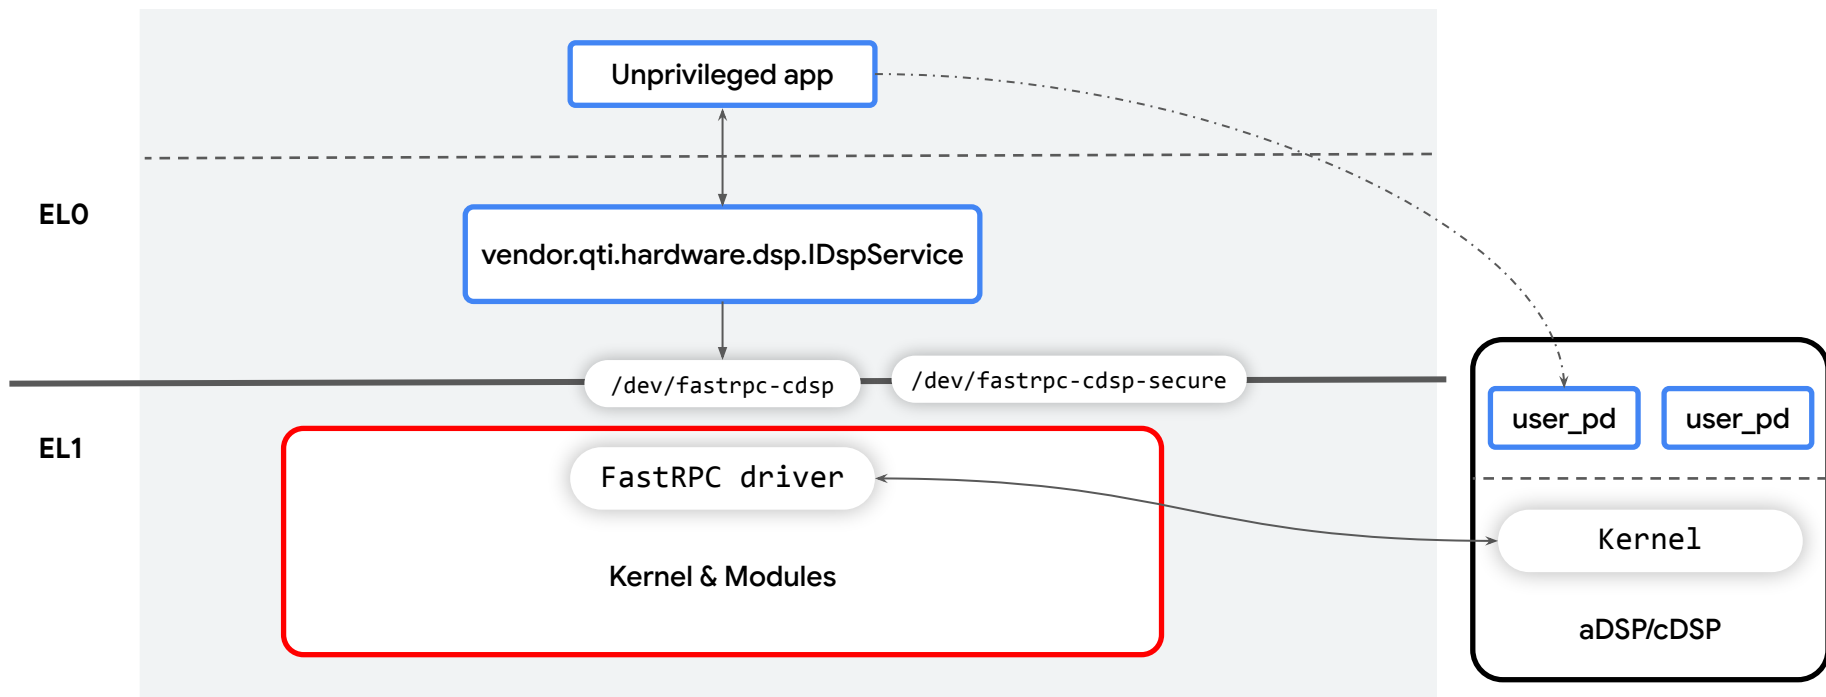 Unprivileged app
EL0
vendor.qti.hardware.dsp.IDspService
/dev/fastrpc-cdsp
/dev/fastrpc-cdsp-secure
user_pd
user_pd
EL1
FastRPC driver
Kernel
Kernel & Modules
aDSP/cDSP